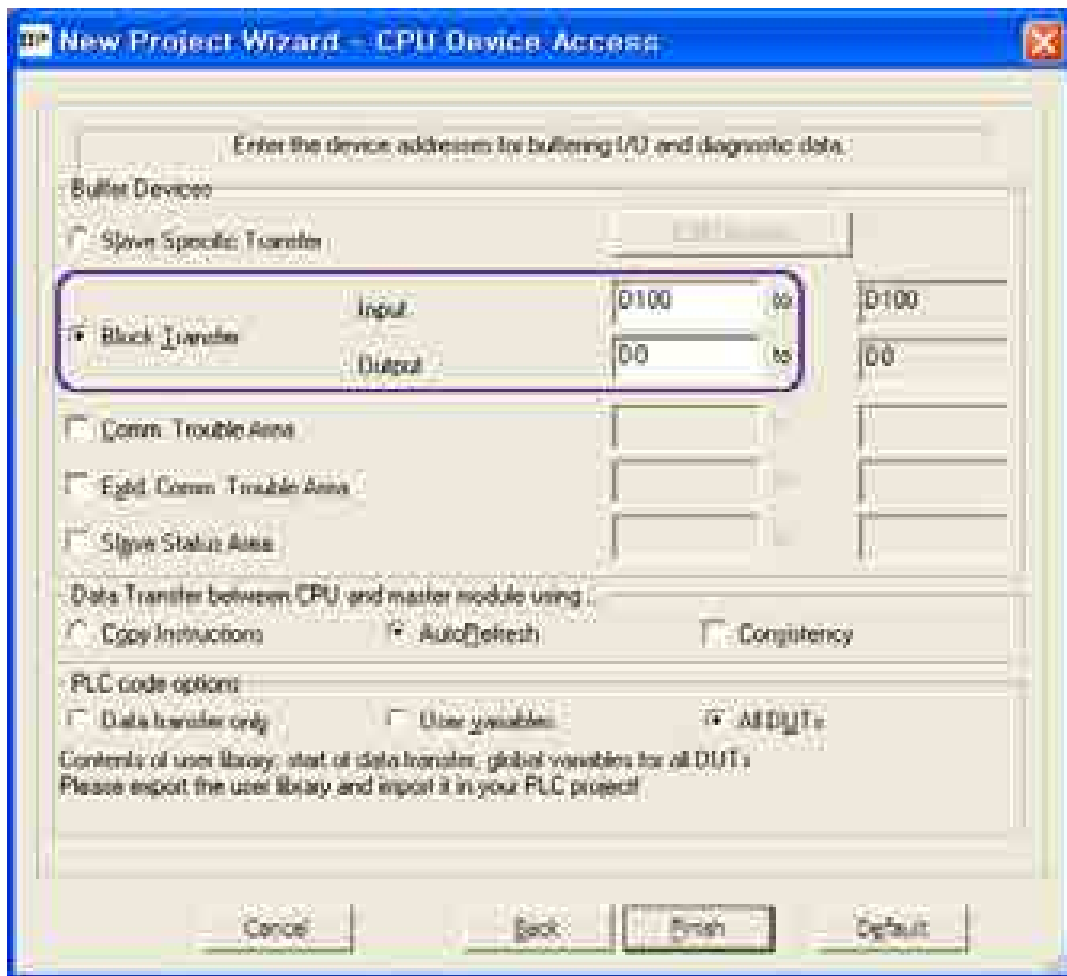 New Project Wizard - CPU Device Access
Enter the device addresses for buffering I/O and diagnostic data.
Buffer Devices
Slave Specific Transfer
Block Transfer
Input D100 to D100
Output D0 to D0
Comm. Trouble Area
Extd. Comm. Trouble Area
Slave Status Area
Data Transfer between CPU and master module using...
Copy Instructions AutoRefresh Consistency
PLC code options
Data transfer only User variables All DUTs
Contents of user library: start of data transfer, global variables for all DUTs
Please export the user library and import it in your PLC project!
Cancel Back Finish Default